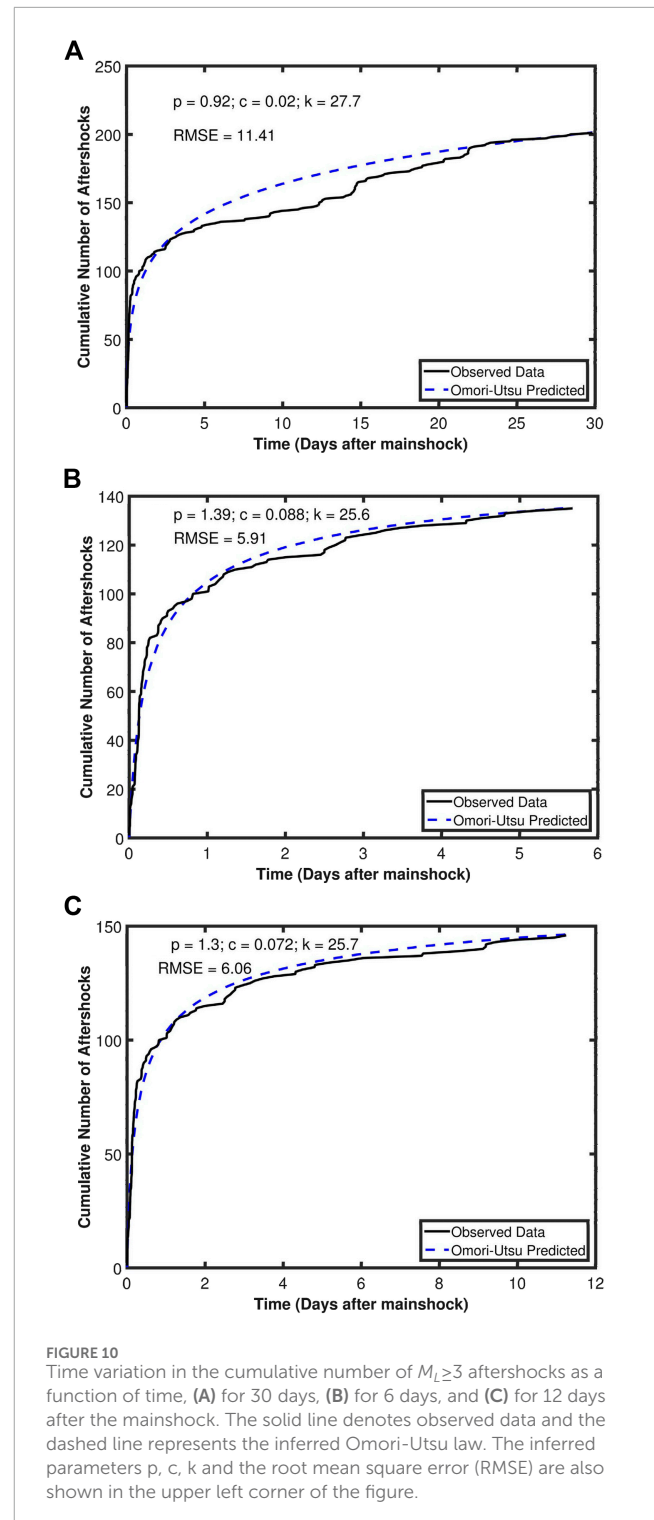 A
250
200
150
100
50
0
Cumulative Number of Aftershocks
p = 0.92; c = 0.02; k = 27.7
RMSE = 11.41
Observed Data
Omori-Utsu Predicted
0 5 10 15 20 25 30
Time (Days after mainshock)
B
140
120
100
80
60
40
20
0
Cumulative Number of Aftershocks
p = 1.39; c = 0.088; k = 25.6
RMSE = 5.91
Observed Data
Omori-Utsu Predicted
0 1 2 3 4 5 6
Time (Days after mainshock)
C
150
100
50
0
Cumulative Number of Aftershocks
p = 1.3; c = 0.072; k = 25.7
RMSE = 6.06
Observed Data
Omori-Utsu Predicted
0 2 4 6 8 10 12
Time (Days after mainshock)
FIGURE 10
Time variation in the cumulative number of M_L≥3 aftershocks as a
function of time, (A) for 30 days, (B) for 6 days, and (C) for 12 days
after the mainshock. The solid line denotes observed data and the
dashed line represents the inferred Omori-Utsu law. The inferred
parameters p, c, k and the root mean square error (RMSE) are also
shown in the upper left corner of the figure.